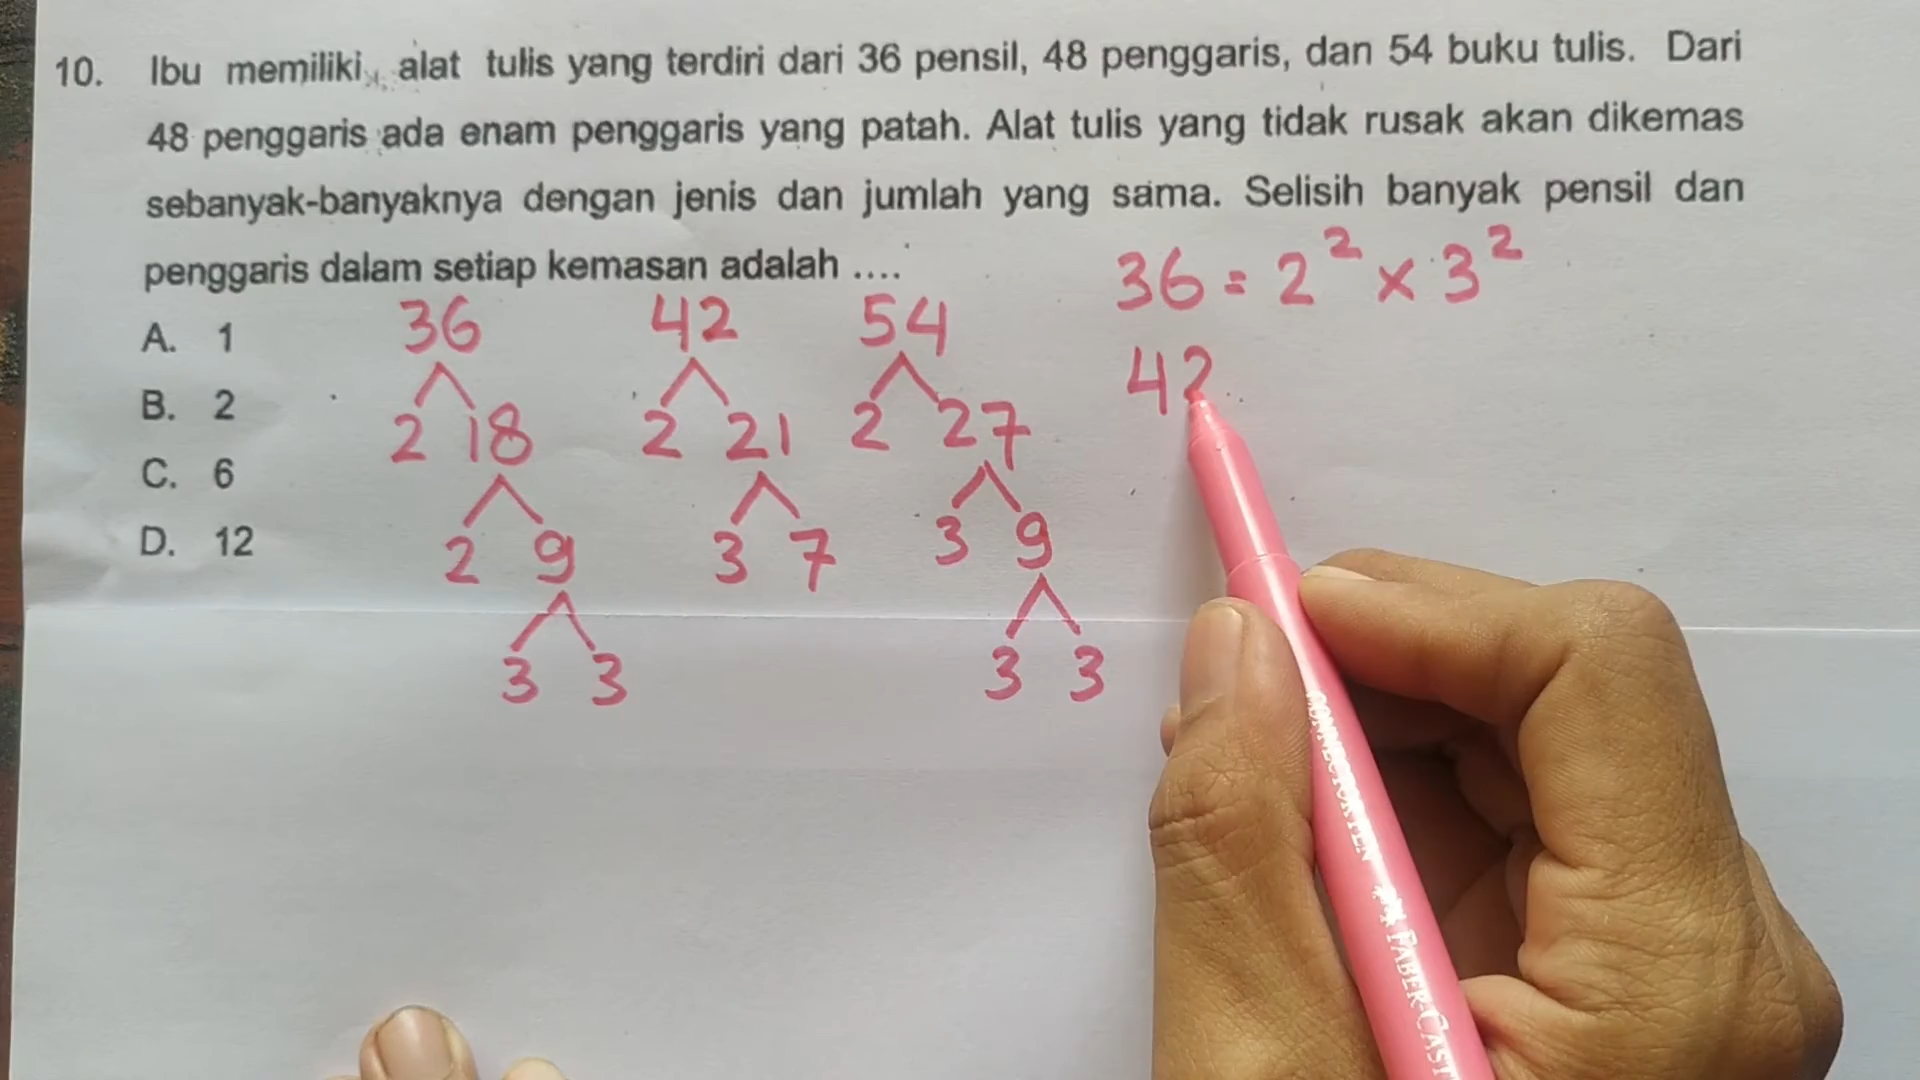 10. Ibu memiliki alat tulis yang terdiri dari 36 pensil, 48 penggaris, dan 54 buku tulis. Dari
48 penggaris ada enam penggaris yang patah. Alat tulis yang tidak rusak akan dikemas
sebanyak-banyaknya dengan jenis dan jumlah yang sama. Selisih banyak pensil dan
penggaris dalam setiap kemasan adalah ....
A. 1
B. 2
C. 6
D. 12
36 42 54
2 18 2 21 2 27
2 9 3 7 3 9
3 3 3 3
36 = 2² × 3²
42
CONNECTOR PEN
FABER-CAST